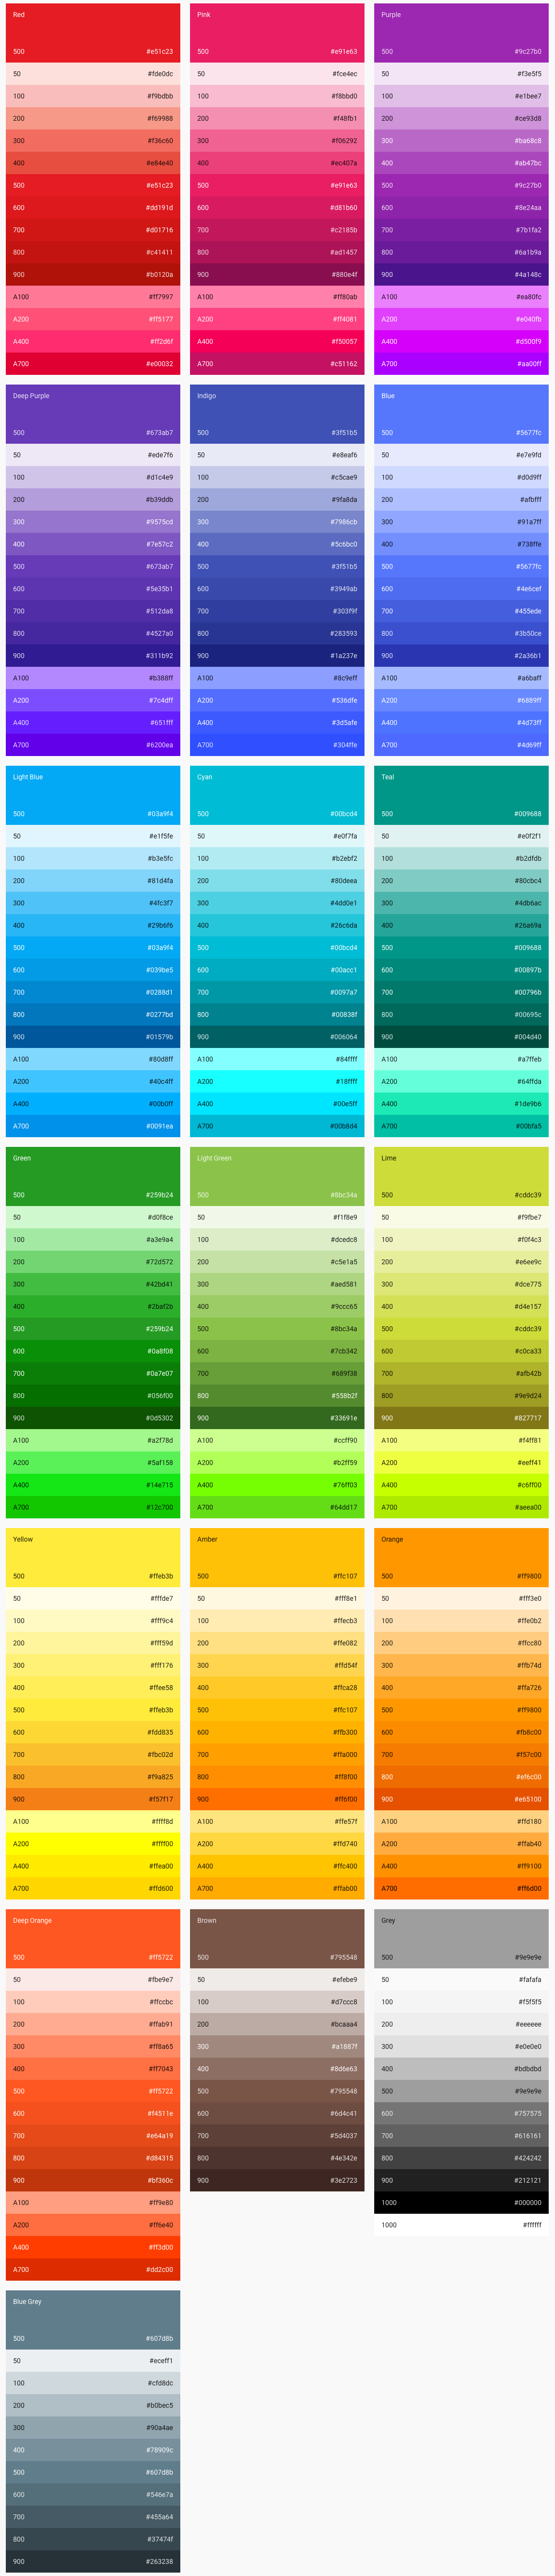 Red
500 #e51c23
50 #fde0dc
100 #f9bdbb
200 #f69988
300 #f36c60
400 #e84e40
500 #e51c23
600 #dd191d
700 #d01716
800 #c41411
900 #b0120a
A100 #ff7997
A200 #ff5177
A400 #ff2d6f
A700 #e00032
Pink
500 #e91e63
50 #fce4ec
100 #f8bbd0
200 #f48fb1
300 #f06292
400 #ec407a
500 #e91e63
600 #d81b60
700 #c2185b
800 #ad1457
900 #880e4f
A100 #ff80ab
A200 #ff4081
A400 #f50057
A700 #c51162
Purple
500 #9c27b0
50 #f3e5f5
100 #e1bee7
200 #ce93d8
300 #ba68c8
400 #ab47bc
500 #9c27b0
600 #8e24aa
700 #7b1fa2
800 #6a1b9a
900 #4a148c
A100 #ea80fc
A200 #e040fb
A400 #d500f9
A700 #aa00ff
Deep Purple
500 #673ab7
50 #ede7f6
100 #d1c4e9
200 #b39ddb
300 #9575cd
400 #7e57c2
500 #673ab7
600 #5e35b1
700 #512da8
800 #4527a0
900 #311b92
A100 #b388ff
A200 #7c4dff
A400 #651fff
A700 #6200ea
Indigo
500 #3f51b5
50 #e8eaf6
100 #c5cae9
200 #9fa8da
300 #7986cb
400 #5c6bc0
500 #3f51b5
600 #3949ab
700 #303f9f
800 #283593
900 #1a237e
A100 #8c9eff
A200 #536dfe
A400 #3d5afe
A700 #304ffe
Blue
500 #5677fc
50 #e7e9fd
100 #d0d9ff
200 #afbfff
300 #91a7ff
400 #738ffe
500 #5677fc
600 #4e6cef
700 #455ede
800 #3b50ce
900 #2a36b1
A100 #a6baff
A200 #6889ff
A400 #4d73ff
A700 #4d69ff
Light Blue
500 #03a9f4
50 #e1f5fe
100 #b3e5fc
200 #81d4fa
300 #4fc3f7
400 #29b6f6
500 #03a9f4
600 #039be5
700 #0288d1
800 #0277bd
900 #01579b
A100 #80d8ff
A200 #40c4ff
A400 #00b0ff
A700 #0091ea
Cyan
500 #00bcd4
50 #e0f7fa
100 #b2ebf2
200 #80deea
300 #4dd0e1
400 #26c6da
500 #00bcd4
600 #00acc1
700 #0097a7
800 #00838f
900 #006064
A100 #84ffff
A200 #18ffff
A400 #00e5ff
A700 #00b8d4
Teal
500 #009688
50 #e0f2f1
100 #b2dfdb
200 #80cbc4
300 #4db6ac
400 #26a69a
500 #009688
600 #00897b
700 #00796b
800 #00695c
900 #004d40
A100 #a7ffeb
A200 #64ffda
A400 #1de9b6
A700 #00bfa5
Green
500 #259b24
50 #d0f8ce
100 #a3e9a4
200 #72d572
300 #42bd41
400 #2baf2b
500 #259b24
600 #0a8f08
700 #0a7e07
800 #056f00
900 #0d5302
A100 #a2f78d
A200 #5af158
A400 #14e715
A700 #12c700
Light Green
500 #8bc34a
50 #f1f8e9
100 #dcedc8
200 #c5e1a5
300 #aed581
400 #9ccc65
500 #8bc34a
600 #7cb342
700 #689f38
800 #558b2f
900 #33691e
A100 #ccff90
A200 #b2ff59
A400 #76ff03
A700 #64dd17
Lime
500 #cddc39
50 #f9fbe7
100 #f0f4c3
200 #e6ee9c
300 #dce775
400 #d4e157
500 #cddc39
600 #c0ca33
700 #afb42b
800 #9e9d24
900 #827717
A100 #f4ff81
A200 #eeff41
A400 #c6ff00
A700 #aeea00
Yellow
500 #ffeb3b
50 #fffde7
100 #fff9c4
200 #fff59d
300 #fff176
400 #ffee58
500 #ffeb3b
600 #fdd835
700 #fbc02d
800 #f9a825
900 #f57f17
A100 #ffff8d
A200 #ffff00
A400 #ffea00
A700 #ffd600
Amber
500 #ffc107
50 #fff8e1
100 #ffecb3
200 #ffe082
300 #ffd54f
400 #ffca28
500 #ffc107
600 #ffb300
700 #ffa000
800 #ff8f00
900 #ff6f00
A100 #ffe57f
A200 #ffd740
A400 #ffc400
A700 #ffab00
Orange
500 #ff9800
50 #fff3e0
100 #ffe0b2
200 #ffcc80
300 #ffb74d
400 #ffa726
500 #ff9800
600 #fb8c00
700 #f57c00
800 #ef6c00
900 #e65100
A100 #ffd180
A200 #ffab40
A400 #ff9100
A700 #ff6d00
Deep Orange
500 #ff5722
50 #fbe9e7
100 #ffccbc
200 #ffab91
300 #ff8a65
400 #ff7043
500 #ff5722
600 #f4511e
700 #e64a19
800 #d84315
900 #bf360c
A100 #ff9e80
A200 #ff6e40
A400 #ff3d00
A700 #dd2c00
Brown
500 #795548
50 #efebe9
100 #d7ccc8
200 #bcaaa4
300 #a1887f
400 #8d6e63
500 #795548
600 #6d4c41
700 #5d4037
800 #4e342e
900 #3e2723
Grey
500 #9e9e9e
50 #fafafa
100 #f5f5f5
200 #eeeeee
300 #e0e0e0
400 #bdbdbd
500 #9e9e9e
600 #757575
700 #616161
800 #424242
900 #212121
1000 #000000
1000 #ffffff
Blue Grey
500 #607d8b
50 #eceff1
100 #cfd8dc
200 #b0bec5
300 #90a4ae
400 #78909c
500 #607d8b
600 #546e7a
700 #455a64
800 #37474f
900 #263238